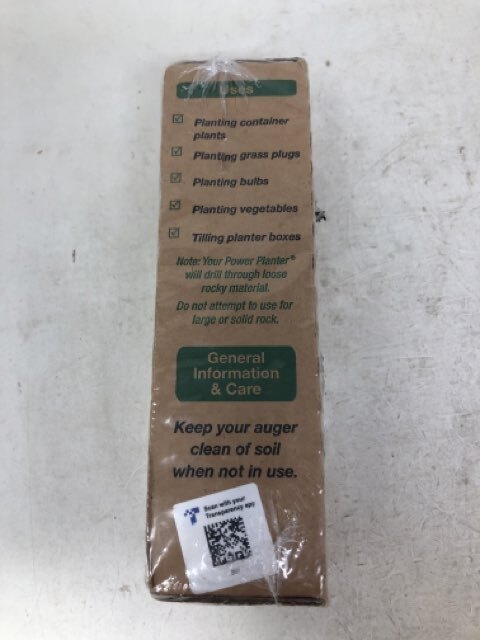 Uses
Planting container
plants
Planting grass plugs
Planting bulbs
Planting vegetables
Tilling planter boxes
Note: Your Power Planter®
will drill through loose
rocky material.
Do not attempt to use for
large or solid rock.
General
Information
& Care
Keep your auger
clean of soil
when not in use.
Scan with your
Transparency app